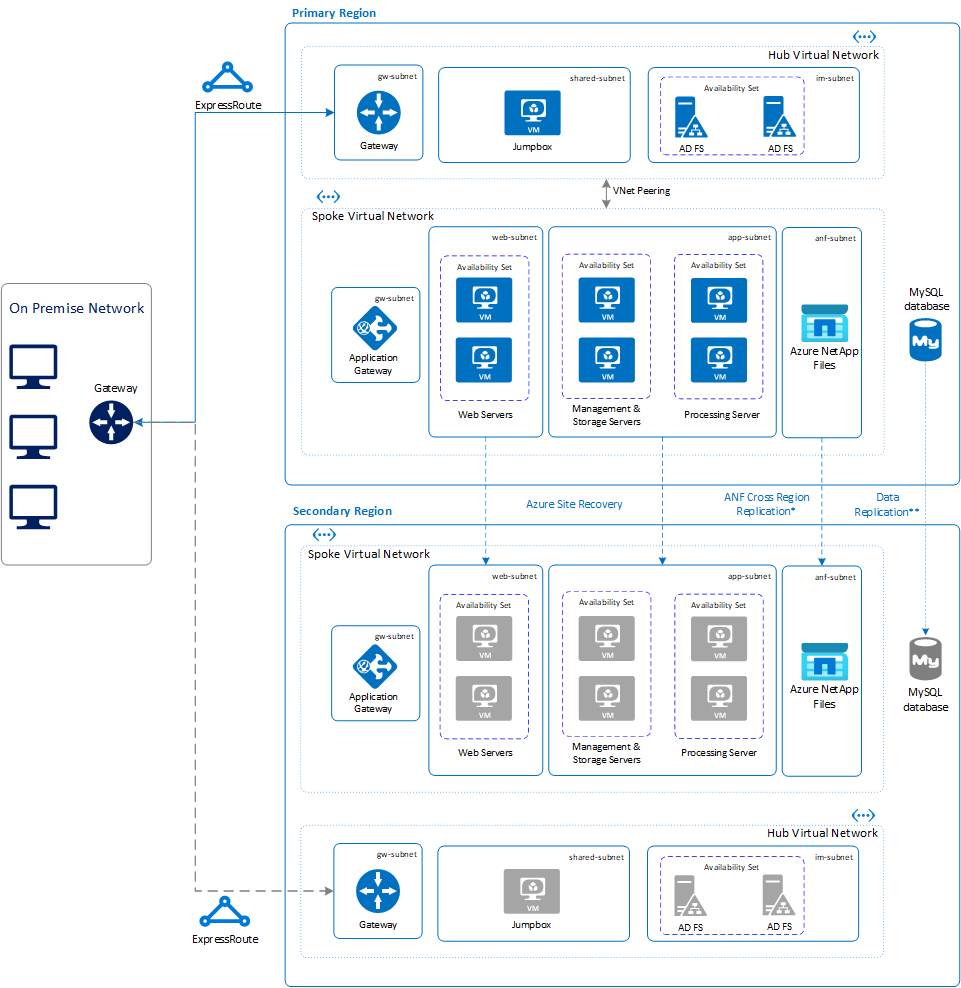 Primary Region
Hub Virtual Network
ExpressRoute
gw-subnet
Gateway
shared-subnet
VM
Jumpbox
im-subnet
Availability Set
AD FS
AD FS
VNet Peering
Spoke Virtual Network
gw-subnet
Application
Gateway
web-subnet
Availability Set
VM
VM
Web Servers
app-subnet
Availability Set
VM
VM
Management &
Storage Servers
Availability Set
VM
VM
Processing Server
anf-subnet
Azure NetApp
Files
MySQL
database
My
On Premise Network
Gateway
Azure Site Recovery
ANF Cross Region
Replication*
Data
Replication**
Secondary Region
Spoke Virtual Network
gw-subnet
Application
Gateway
web-subnet
Availability Set
VM
VM
Web Servers
app-subnet
Availability Set
VM
VM
Management &
Storage Servers
Availability Set
VM
VM
Processing Server
anf-subnet
Azure NetApp
Files
My
MySQL
database
Hub Virtual Network
ExpressRoute
gw-subnet
Gateway
shared-subnet
VM
Jumpbox
im-subnet
Availability Set
AD FS
AD FS